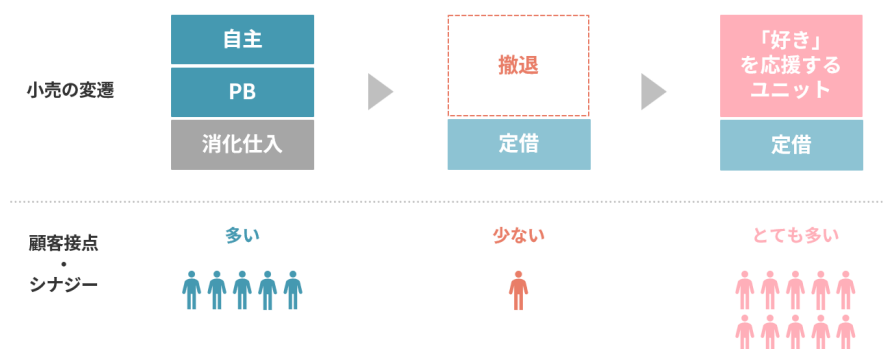 小売の変遷
自主
PB
消化仕入
撤退
定借
「好き」
を応援する
ユニット
定借
顧客接点
・
シナジー
多い
少ない
とても多い